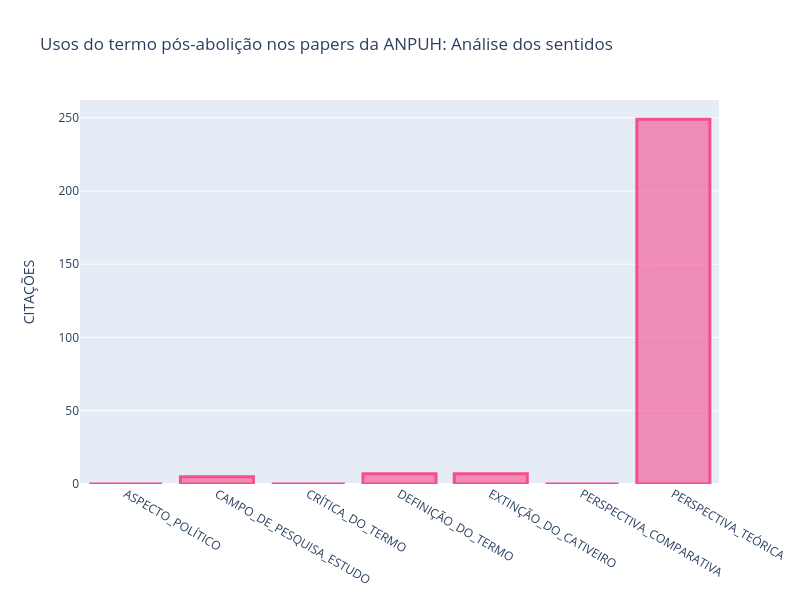 Usos do termo pós-abolição nos papers da ANPUH: Análise dos sentidos
CITAÇÕES
250
200
150
100
50
0
ASPECTO_POLÍTICO
CAMPO_DE_PESQUISA_ESTUDO
CRÍTICA_DO_TERMO
DEFINIÇÃO_DO_TERMO
EXTINÇÃO_DO_CATIVEIRO
PERSPECTIVA_COMPARATIVA
PERSPECTIVA_TEÓRICA